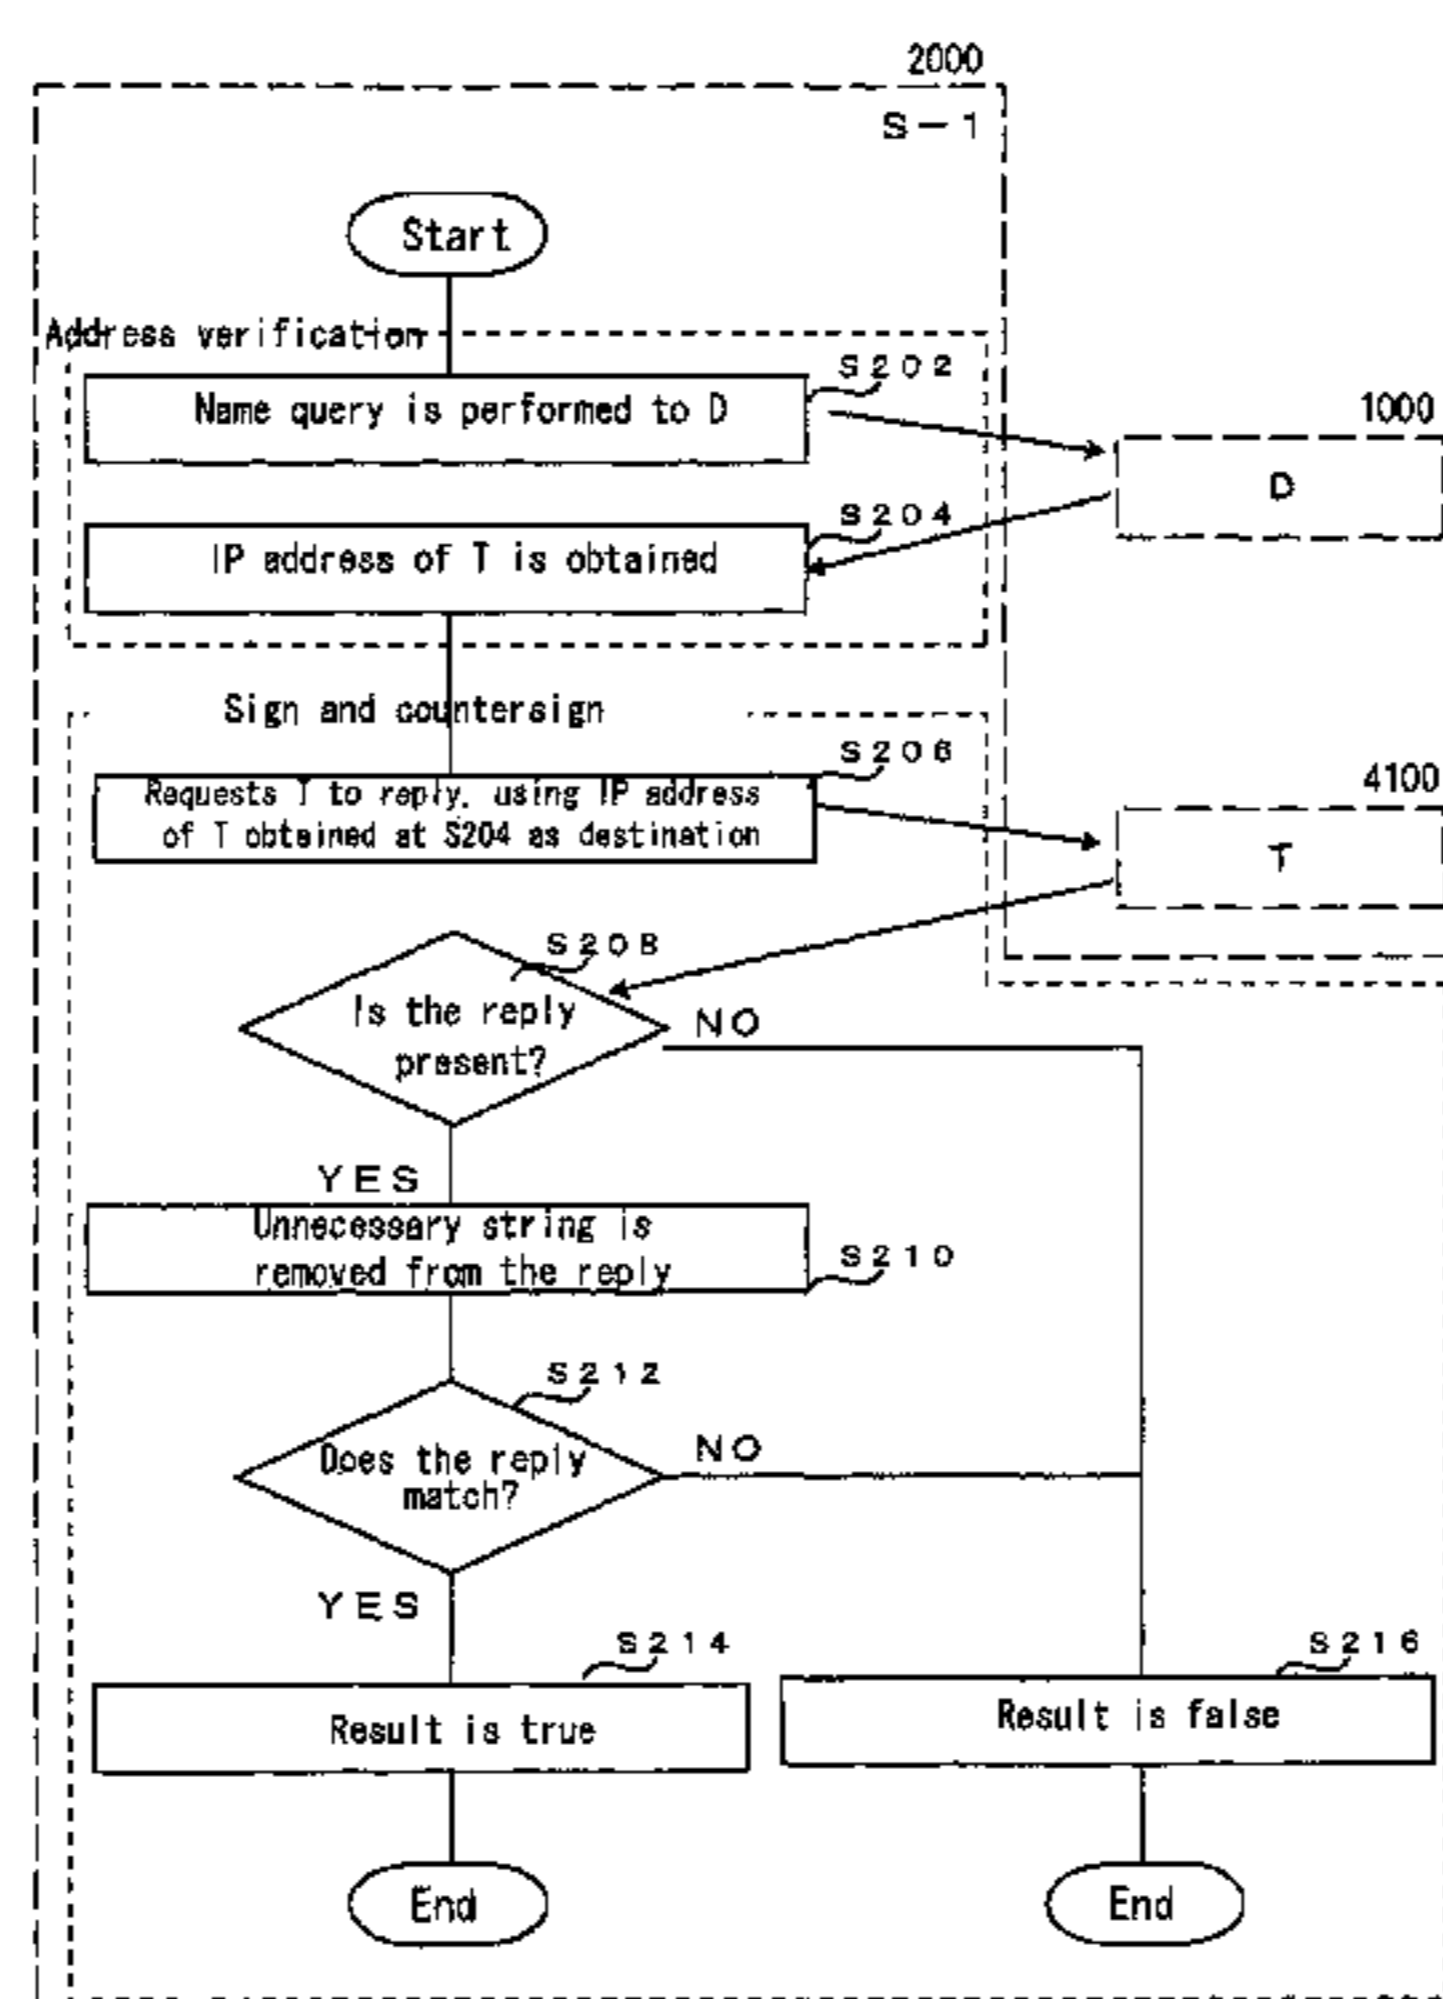 2000
S-1
Start
Address verification
S202
Name query is performed to D
1000
D
S204
IP address of T is obtained
Sign and countersign
S206
Requests T to reply, using IP address
of T obtained at S204 as destination
4100
T
S208
Is the reply
present?
NO
YES
Unnecessary string is
removed from the reply
S210
S212
Does the reply
match?
NO
YES
S214
Result is true
S216
Result is false
End
End